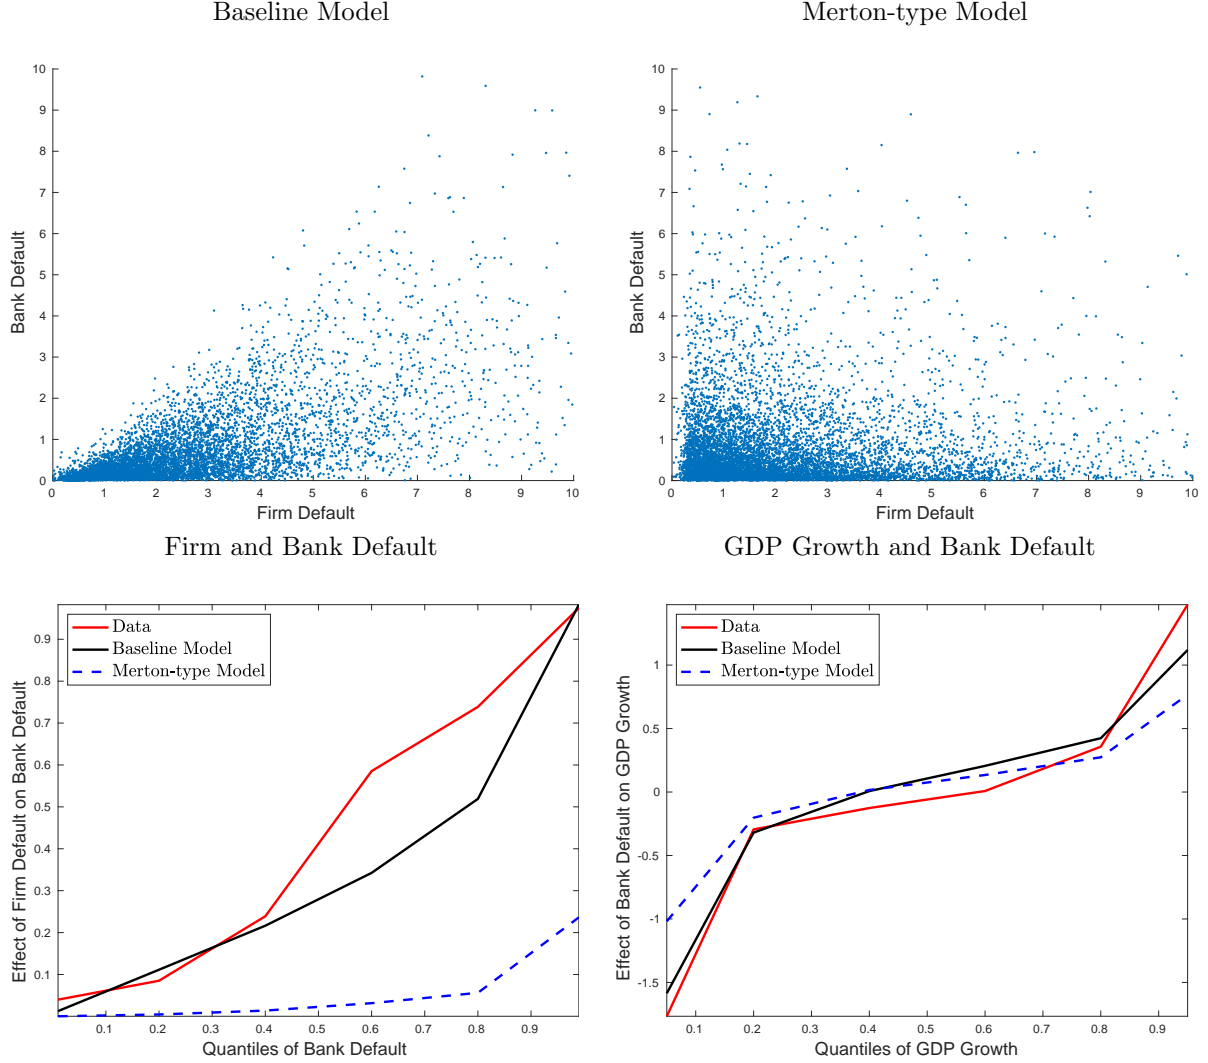 Baseline Model
Merton-type Model
10
9
8
7
6
5
4
3
2
1
0
Bank Default
0 1 2 3 4 5 6 7 8 9 10
Firm Default
10
9
8
7
6
5
4
3
2
1
0
Bank Default
0 1 2 3 4 5 6 7 8 9 10
Firm Default
Firm and Bank Default
GDP Growth and Bank Default
Data
Baseline Model
Merton-type Model
0.9
0.8
0.7
0.6
0.5
0.4
0.3
0.2
0.1
Effect of Firm Default on Bank Default
0.1 0.2 0.3 0.4 0.5 0.6 0.7 0.8 0.9
Quantiles of Bank Default
Data
Baseline Model
Merton-type Model
1
0.5
0
-0.5
-1
-1.5
Effect of Bank Default on GDP Growth
0.1 0.2 0.3 0.4 0.5 0.6 0.7 0.8 0.9
Quantiles of GDP Growth